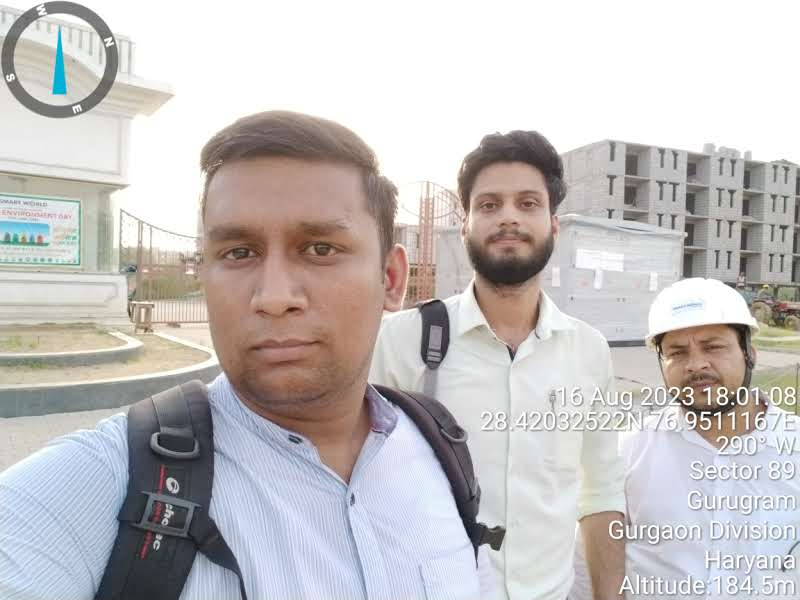 W
N
S
E
SMART WORLD
ENVIRONMENT DAY
16 Aug 2023 18:01:08
28.42032522N 76.9511167E
290° W
Sector 89
Gurugram
Gurgaon Division
Haryana
Altitude:184.5m